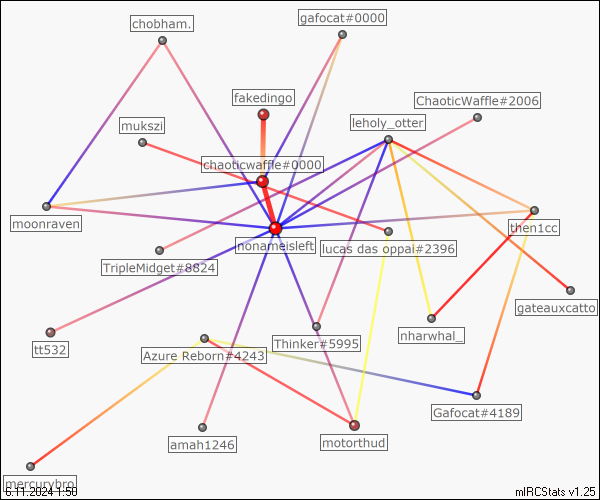 gafocat#0000
chobham.
fakedingo
ChaoticWaffle#2006
mukszi
leholy_otter
chaoticwaffle#0000
moonraven
then1cc
nonameisleft
lucas das oppai#2396
TripleMidget#8824
gateauxcatto
nharwhal_
Thinker#5995
tt532
Azure Reborn#4243
Gafocat#4189
amah1246
motorthud
mercurybro
6.11.2024 1:50
mIRCStats v1.25